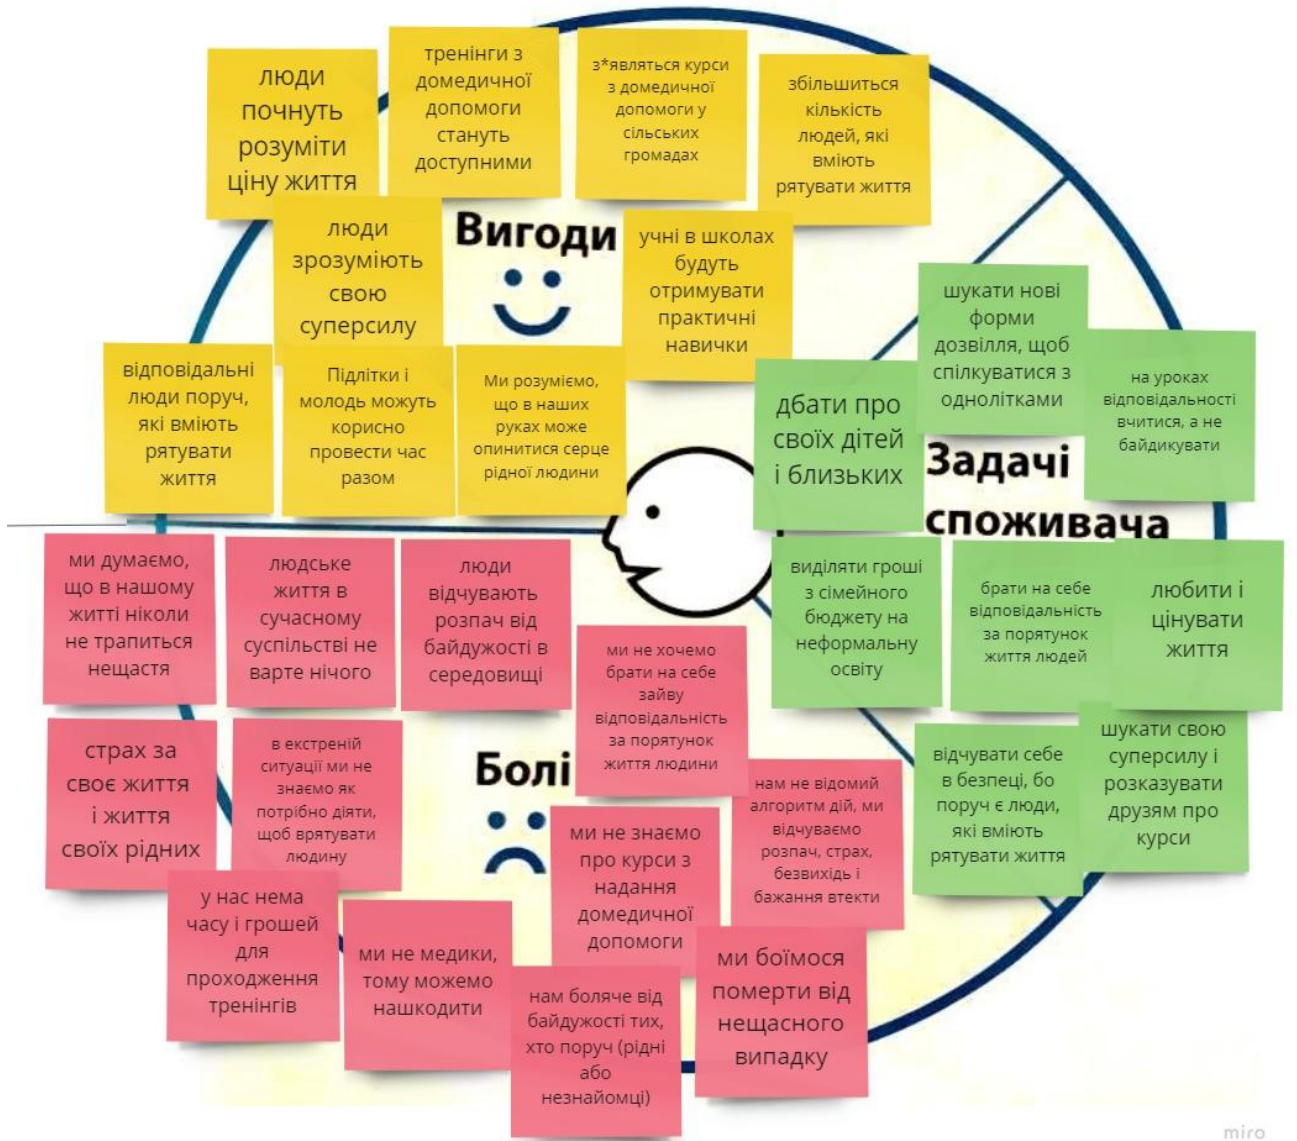 люди
почнуть
розуміти
ціну життя
тренінги з
домедичної
допомоги
стануть
доступними
з*являться курси
з домедичної
допомоги у
сільських
громадах
збільшиться
кількість
людей, які
вміють
рятувати життя
люди
зрозуміють
свою
суперсилу
Вигоди
учні в школах
будуть
отримувати
практичні
навички
відповідальні
люди поруч,
які вміють
рятувати
життя
Підлітки і
молодь можуть
корисно
провести час
разом
Ми розуміємо,
що в наших
руках може
опинитися серце
рідної людини
шукати нові
форми
дозвілля, щоб
спілкуватися з
однолітками
на уроках
відповідальності
вчитися, а не
байдикувати
дбати про
своїх дітей
і близьких
Задачі
споживача
виділяти гроші
з сімейного
бюджету на
неформальну
освіту
брати на себе
відповідальність
за порятунок
життя людей
любити і
цінувати
життя
відчувати себе
в безпеці, бо
поруч є люди,
які вміють
рятувати життя
шукати свою
суперсилу і
розказувати
друзям про
курси
ми думаємо,
що в нашому
житті ніколи
не трапиться
нещастя
людське
життя в
сучасному
суспільстві не
варте нічого
люди
відчувають
розпач від
байдужості в
середовищі
ми не хочемо
брати на себе
зайву
відповідальність
за порятунок
життя людини
страх за
своє життя
і життя
своїх рідних
в екстреній
ситуації ми не
знаємо як
потрібно діяти,
щоб врятувати
людину
Болі
ми не знаємо
про курси з
надання
домедичної
допомоги
нам не відомий
алгоритм дій, ми
відчуваємо
розпач, страх,
безвихідь і
бажання втекти
у нас нема
часу і грошей
для
проходження
тренінгів
ми не медики,
тому можемо
нашкодити
нам боляче від
байдужості тих,
хто поруч (рідні
або
незнайомці)
ми боїмося
померти від
нещасного
випадку
miro